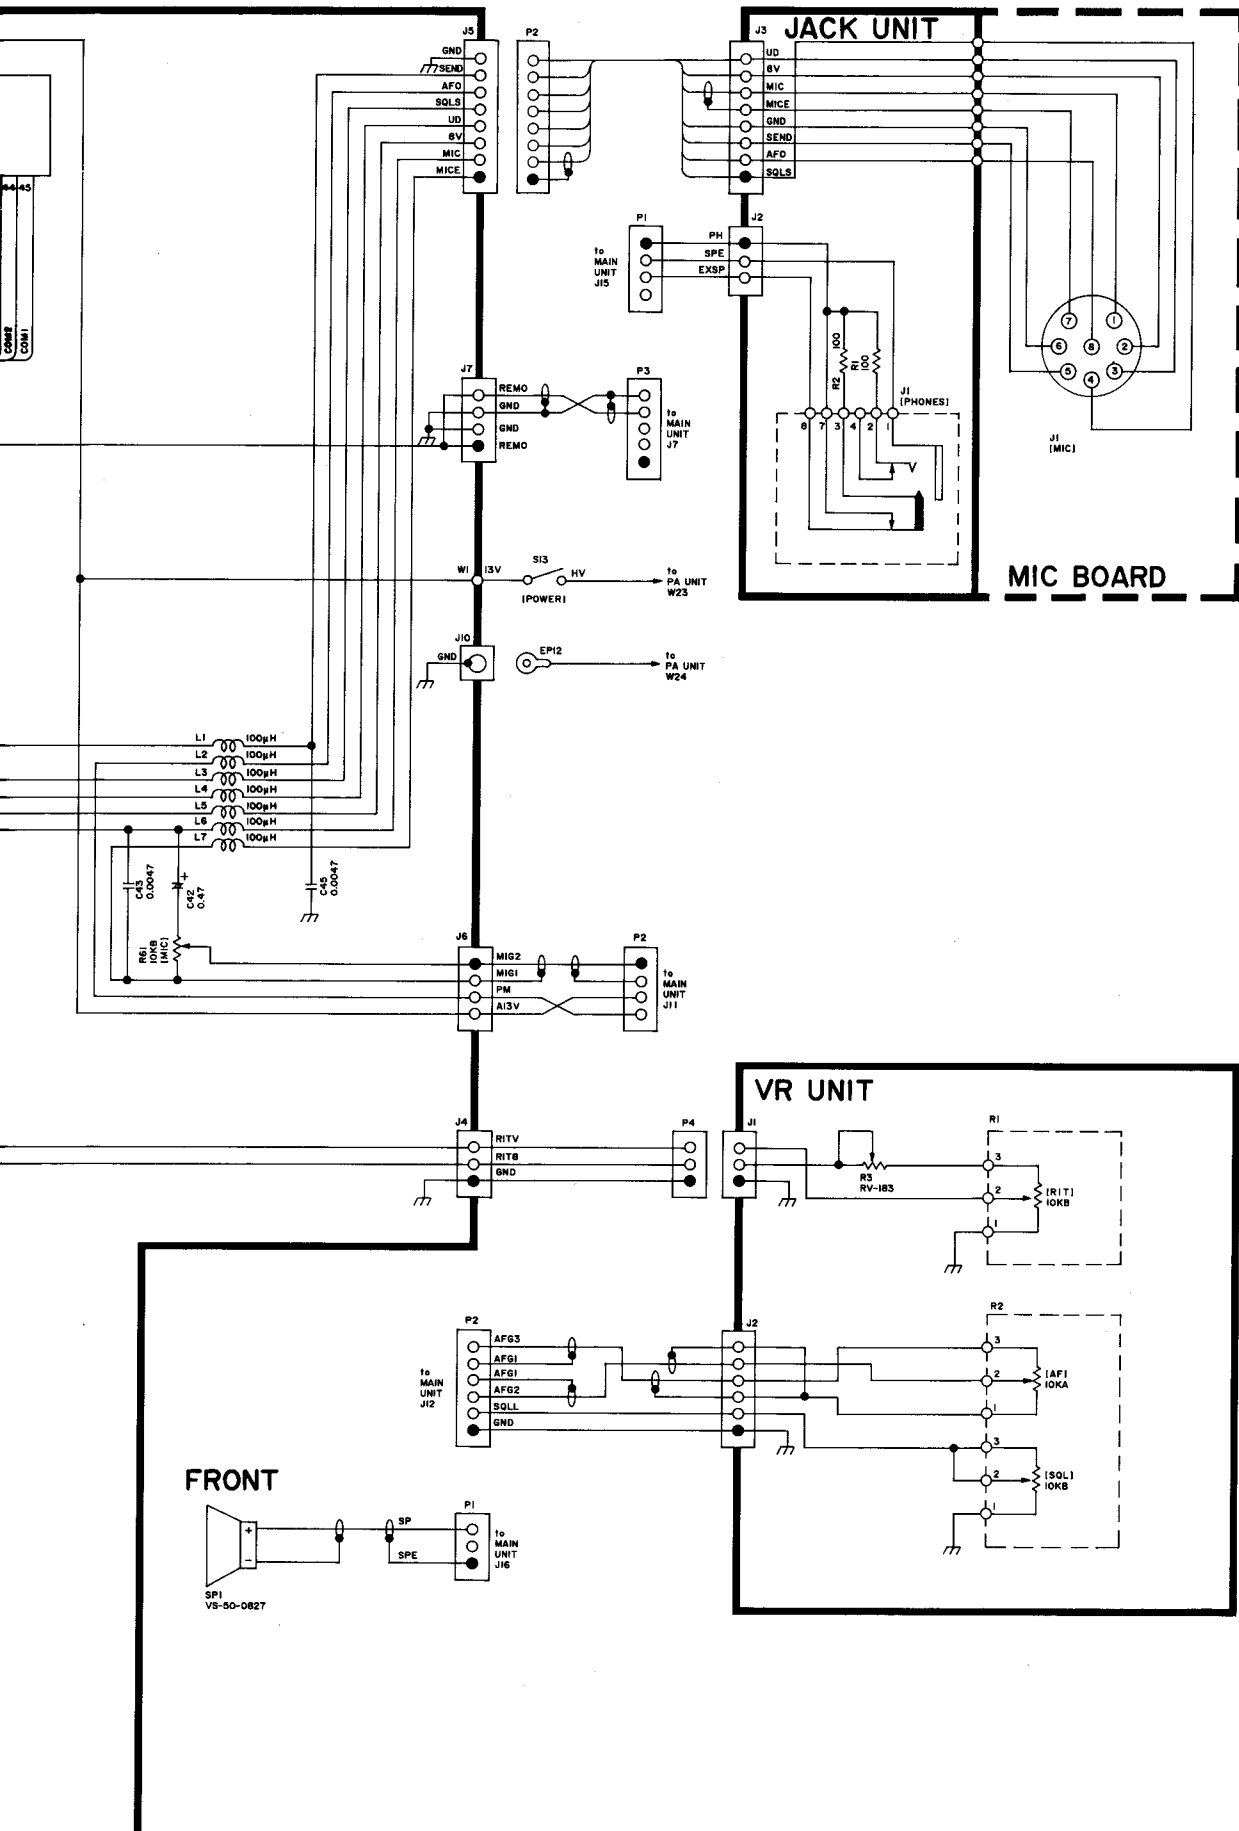 JACK UNIT
J5
P2
J3
GND
SEND
AFO
SQLS
UD
8V
MIC
MICE
UD
8V
MIC
MICE
GND
SEND
AFO
SQLS
44 45
COM2
COM1
P1
J2
to
MAIN
UNIT
J15
PH
SPE
EXSP
7
1
6
8
2
5
4
3
J1
[MIC]
R2 100
R1
100
J1
[PHONES]
8 7 3 4 2 1
MIC BOARD
J7
P3
REMO
GND
GND
REMO
to
MAIN
UNIT
J7
W1
13V
S13
HV
[POWER]
to
PA UNIT
W23
J10
GND
EP12
to
PA UNIT
W24
L1 100μH
L2 100μH
L3 100μH
L4 100μH
L5 100μH
L6 100μH
L7 100μH
C43
0.0047
+
C42
0.47
C45
0.0047
R61
10KB
[MIC]
J6
P2
MIG2
MIG1
PM
A13V
to
MAIN
UNIT
J11
VR UNIT
J4
RITV
RIT8
GND
P4
J1
R3
RV-183
R1
3
2
1
[RIT]
10KB
P2
J2
to
MAIN
UNIT
J12
AFG3
AFG1
AFG1
AFG2
SQLL
GND
R2
3
2
1
[AF]
10KA
3
2
1
[SQL]
10KB
FRONT
+
−
SP1
VS-50-0827
SP
SPE
P1
to
MAIN
UNIT
J16